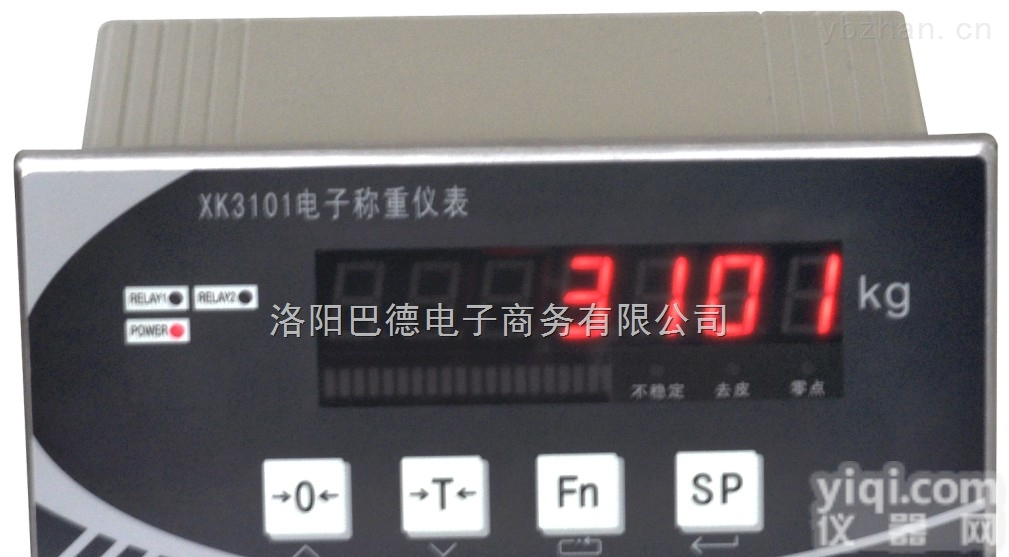 ybzhan.cn
XK3101电子称重仪表
3101 kg
RELAY1 RELAY2
POWER
洛阳巴德电子商务有限公司
不稳定 去皮 零点
→0← →T← Fn SP
yiqi.com
仪器网